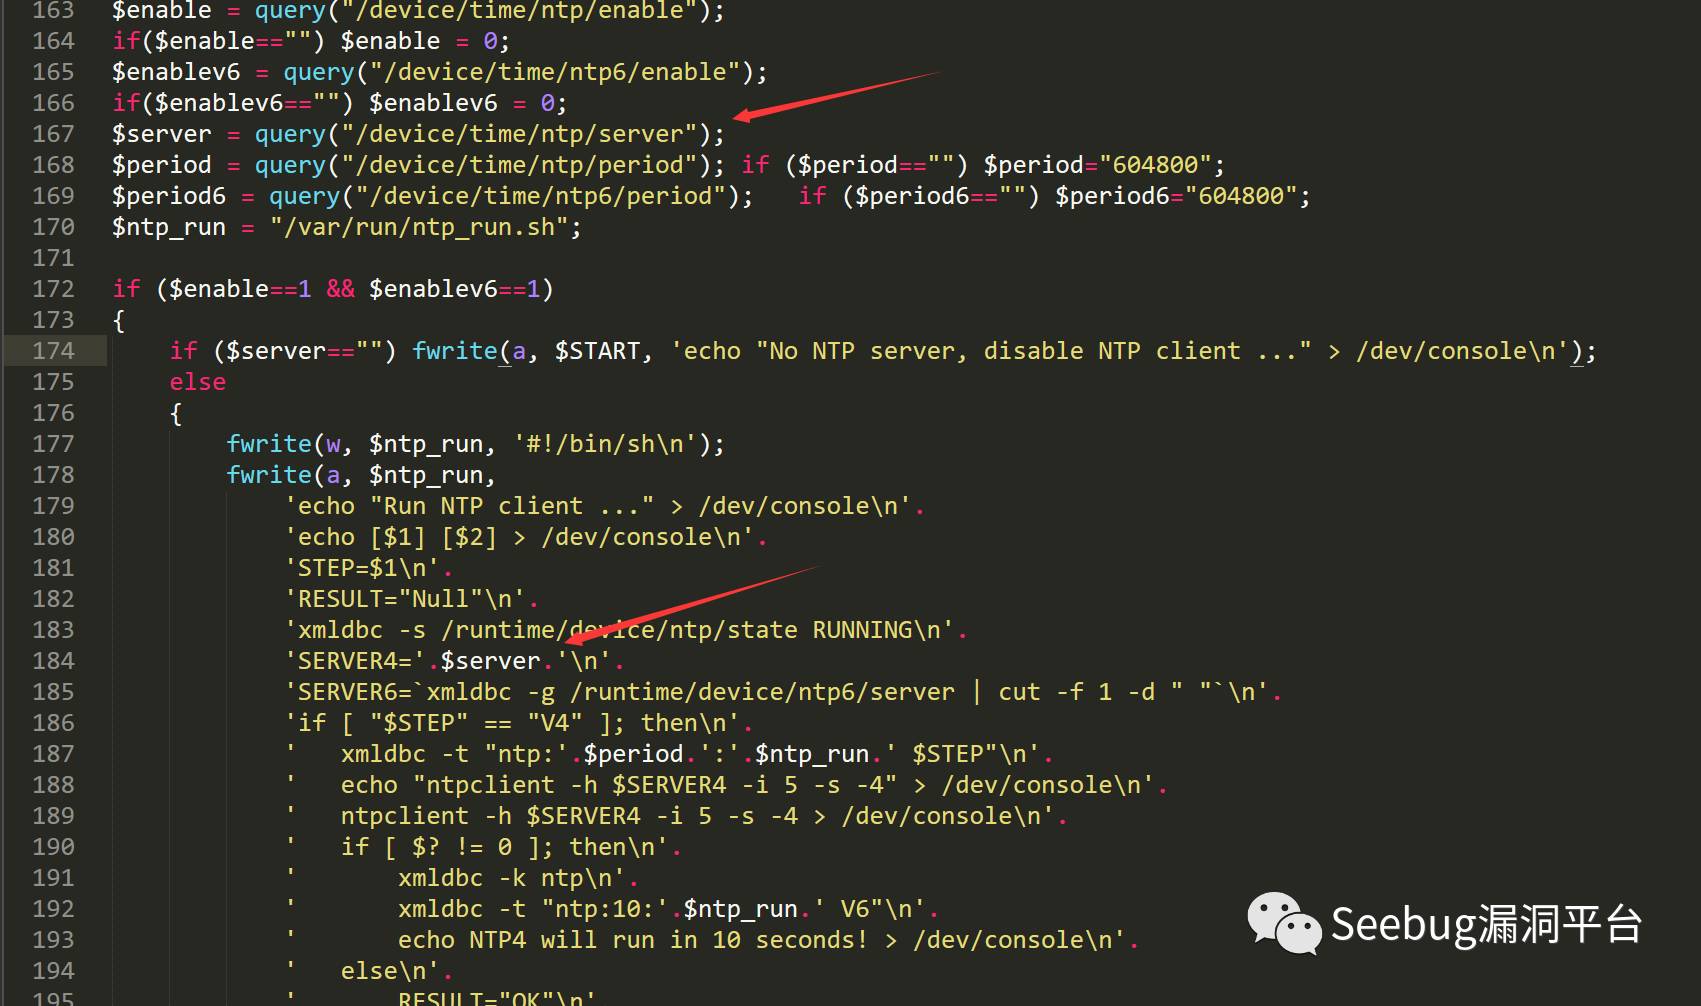 163 $enable = query("/device/time/ntp/enable");
164 if($enable=="") $enable = 0;
165 $enablev6 = query("/device/time/ntp6/enable");
166 if($enablev6=="") $enablev6 = 0;
167 $server = query("/device/time/ntp/server");
168 $period = query("/device/time/ntp/period"); if ($period=="") $period="604800";
169 $period6 = query("/device/time/ntp6/period");   if ($period6=="") $period6="604800";
170 $ntp_run = "/var/run/ntp_run.sh";
171
172 if ($enable==1 && $enablev6==1)
173 {
174     if ($server=="") fwrite(a, $START, 'echo "No NTP server, disable NTP client ..." > /dev/console\n');
175     else
176     {
177         fwrite(w, $ntp_run, '#!/bin/sh\n');
178         fwrite(a, $ntp_run,
179             'echo "Run NTP client ..." > /dev/console\n'.
180             'echo [$1] [$2] > /dev/console\n'.
181             'STEP=$1\n'.
182             'RESULT="Null"\n'.
183             'xmldbc -s /runtime/device/ntp/state RUNNING\n'.
184             'SERVER4='.$server.'\n'.
185             'SERVER6=`xmldbc -g /runtime/device/ntp6/server | cut -f 1 -d " "`\n'.
186             'if [ "$STEP" == "V4" ]; then\n'.
187             '   xmldbc -t "ntp:'.$period.':'.$ntp_run.' $STEP"\n'.
188             '   echo "ntpclient -h $SERVER4 -i 5 -s -4" > /dev/console\n'.
189             '   ntpclient -h $SERVER4 -i 5 -s -4 > /dev/console\n'.
190             '   if [ $? != 0 ]; then\n'.
191             '       xmldbc -k ntp\n'.
192             '       xmldbc -t "ntp:10:'.$ntp_run.' V6"\n'.
193             '       echo NTP4 will run in 10 seconds! > /dev/console\n'.
194             '   else\n'.
195             '       RESULT="OK"\n'.
Seebug漏洞平台